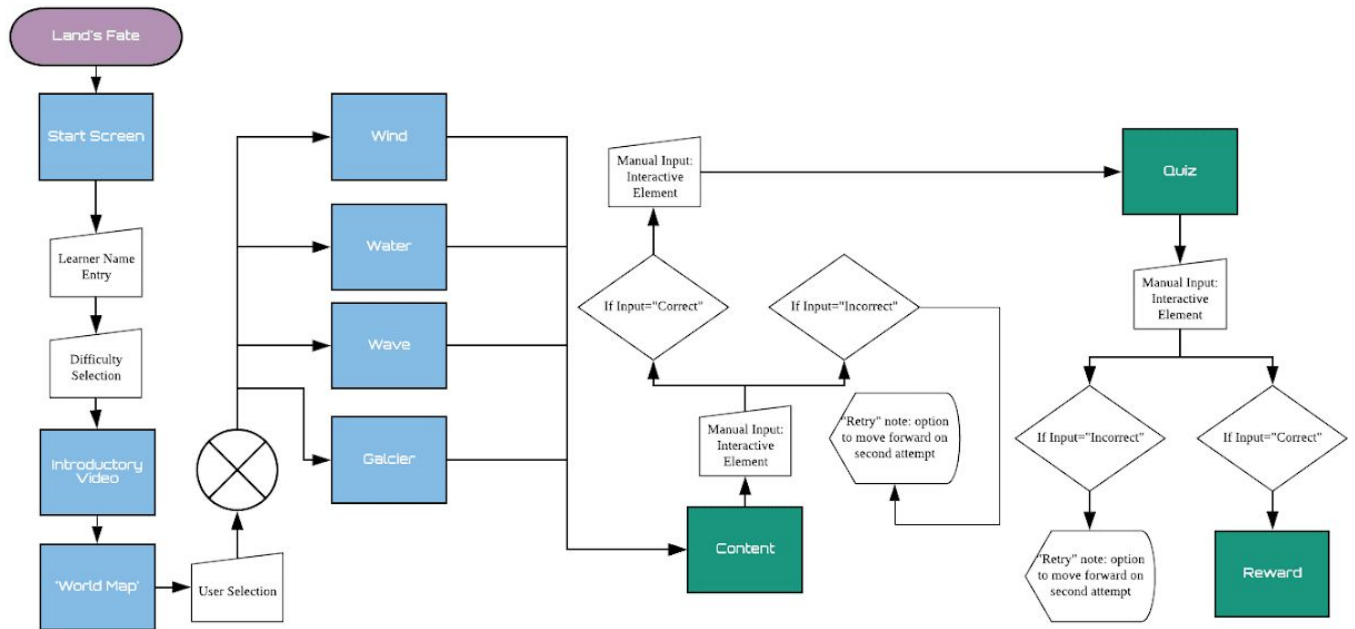 Land's Fate
Start Screen
Learner Name
Entry
Difficulty
Selection
Introductory
Video
'World Map'
User Selection
Wind
Water
Wave
Galcier
Content
Manual Input:
Interactive
Element
If Input="Correct"
If Input="Incorrect"
"Retry" note: option
to move forward on
second attempt
Manual Input:
Interactive
Element
Quiz
Manual Input:
Interactive
Element
If Input="Incorrect"
If Input="Correct"
"Retry" note: option
to move forward on
second attempt
Reward